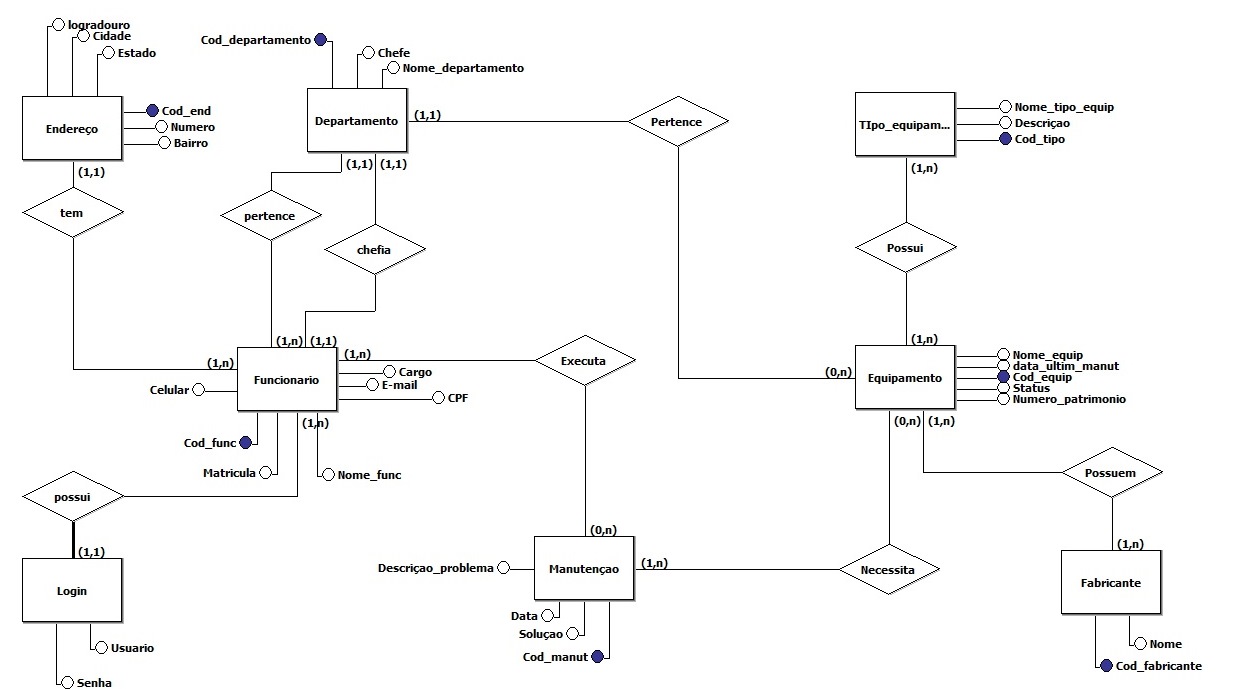 logradouro
Cidade
Estado
Endereço
Cod_end
Numero
Bairro
(1,1)
tem
Cod_departamento
Chefe
Nome_departamento
Departamento
(1,1)
(1,1)
(1,1)
pertence
chefia
Pertence
TIpo_equipam...
Nome_tipo_equip
Descriçao
Cod_tipo
(1,n)
Possui
(1,n)
(1,n)
(1,n)
(1,1)
(1,n)
Funcionario
Cargo
E-mail
CPF
Celular
(1,n)
Cod_func
Matricula
Nome_func
Executa
(0,n)
Equipamento
Nome_equip
data_ultim_manut
Cod_equip
Status
Numero_patrimonio
(0,n)
(1,n)
possui
(1,1)
Login
Usuario
Senha
(0,n)
Manutençao
(1,n)
Descriçao_problema
Data
Soluçao
Cod_manut
Necessita
Possuem
(1,n)
Fabricante
Nome
Cod_fabricante